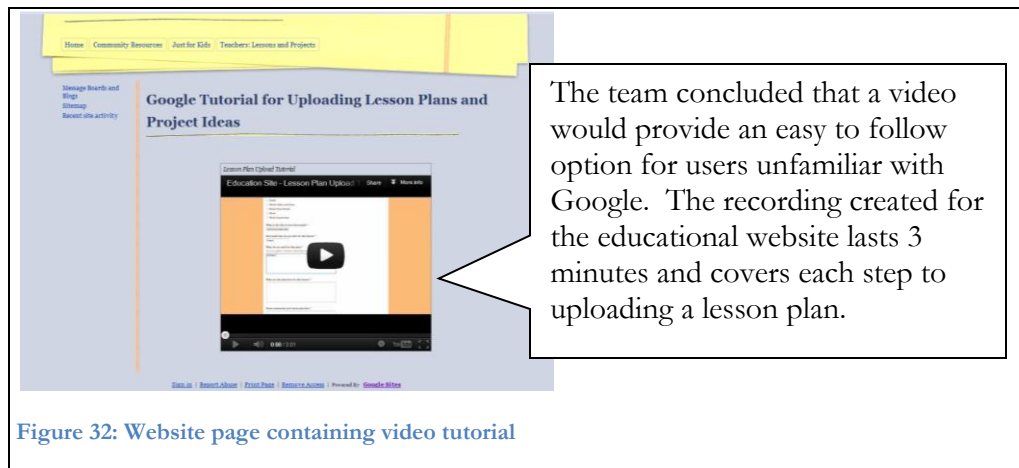 Home Community Resources Just for Kids Teachers: Lessons and Projects
Message Boards and
Blogs
Sitemap
Recent site activity
Google Tutorial for Uploading Lesson Plans and
Project Ideas
Lesson Plan Upload Tutorial
Education Site - Lesson Plan Upload Share More info
0:00 / 3:07
Sign in | Report Abuse | Print Page | Remove Access | Powered By Google Sites
The team concluded that a video
would provide an easy to follow
option for users unfamiliar with
Google. The recording created for
the educational website lasts 3
minutes and covers each step to
uploading a lesson plan.
Figure 32: Website page containing video tutorial